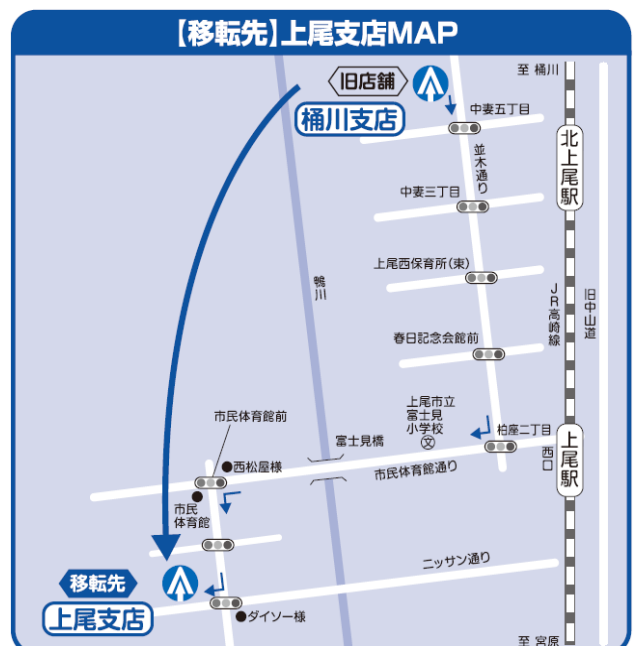 【移転先】上尾支店MAP
至 桶川
旧店舗
桶川支店
中妻五丁目
北上尾駅
並木通り
中妻三丁目
上尾西保育所(東)
鴨川
JR高崎線
旧中山道
春日記念会館前
上尾市立
富士見
小学校
文
市民体育館前
富士見橋
柏座二丁目
西口
上尾駅
西松屋様
市民体育館通り
市民
体育館
ニッサン通り
移転先
上尾支店
ダイソー様
至 宮原